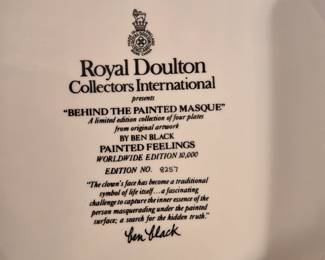 Royal Doulton
Collectors International
presents
"BEHIND THE PAINTED MASQUE"
A limited edition collection of four plates
from original artwork
BY BEN BLACK
PAINTED FEELINGS
WORLDWIDE EDITION 10,000
EDITION NO. 8257
"The clown's face has become a traditional
symbol of life itself...a fascinating
challenge to capture the inner essence of the
person masquerading under the painted
surface; a search for the hidden truth."
Ben Black